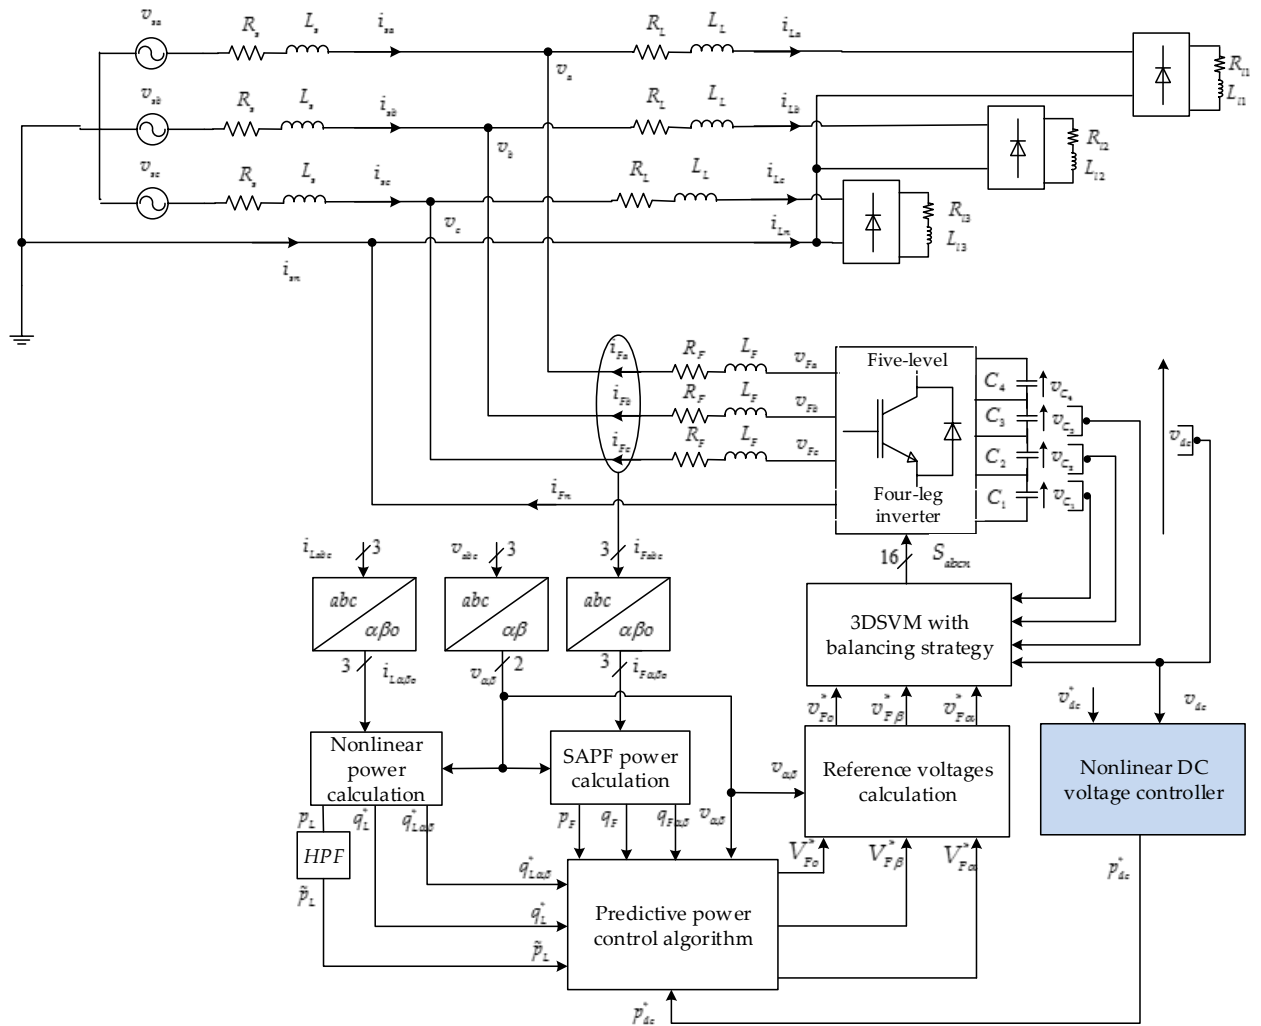 v_sa
R_s
L_s
i_sa
v_a
R_L
L_L
i_La
R_l1
L_l1
v_sb
R_s
L_s
i_sb
v_b
R_L
L_L
i_Lb
R_l2
L_l2
v_sc
R_s
L_s
i_sc
v_c
R_L
L_L
i_Lc
R_l3
L_l3
i_sn
i_Ln
i_Fa
R_F
L_F
v_Fa
i_Fb
R_F
L_F
v_Fb
i_Fc
R_F
L_F
v_Fc
i_Fn
Five-level
Four-leg
inverter
C_4
v_C4
C_3
v_C3
C_2
v_C2
C_1
v_C1
v_dc
i_Labc
3
v_abc
3
3
i_Fabc
16
S_abcn
abc
αβo
abc
αβ
abc
αβo
3DSVM with
balancing strategy
3
i_Lαβo
v_αβ
2
3
i_Fαβo
v*_Fo
v*_Fβ
v*_Fα
v*_dc
v_dc
Nonlinear
power
calculation
SAPF power
calculation
v_αβ
Reference voltages
calculation
Nonlinear DC
voltage controller
p_L
q*_L
q*_Lαβ
p_F
q_F
q_Fαβ
v_αβ
HPF
V*_Fo
V*_Fβ
V*_Fα
p̃_L
q*_Lαβ
q*_L
p̃_L
Predictive power
control algorithm
p*_dc
p*_dc